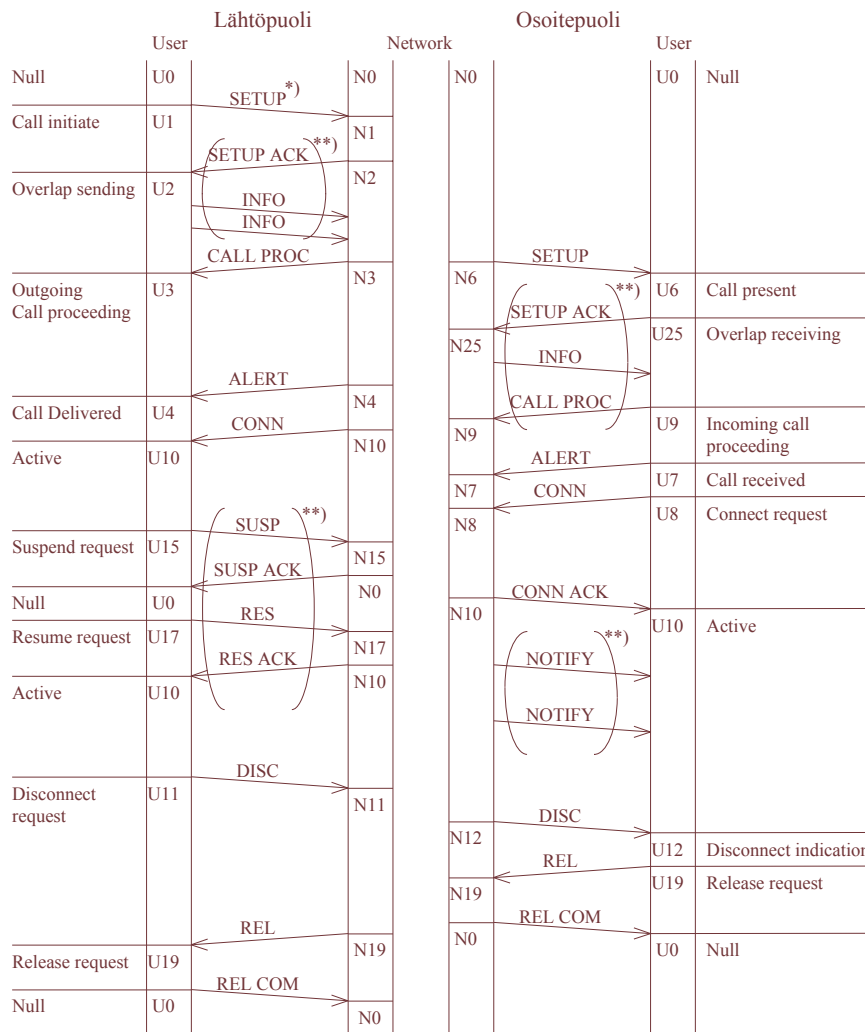 Lähtöpuoli Osoitepuoli
User Network User
Null U0 N0 N0 U0 Null
SETUP*)
Call initiate U1 N1
SETUP ACK **)
Overlap sending U2 N2
INFO
INFO
CALL PROC SETUP
Outgoing U3 N3 N6 U6 Call present
Call proceeding
SETUP ACK **)
N25 U25 Overlap receiving
INFO
ALERT
Call Delivered U4 N4 CALL PROC
CONN N9 U9 Incoming call
proceeding
Active U10 N10 ALERT
N7 U7 Call received
CONN
SUSP **) N8 U8 Connect request
Suspend request U15 N15
SUSP ACK
Null U0 N0 CONN ACK
RES N10 U10 Active
Resume request U17 N17
RES ACK NOTIFY **)
Active U10 N10
NOTIFY
DISC
Disconnect U11 N11
request
DISC
N12 U12 Disconnect indication
REL
N19 U19 Release request
REL REL COM
Release request U19 N19 N0 U0 Null
REL COM
Null U0 N0